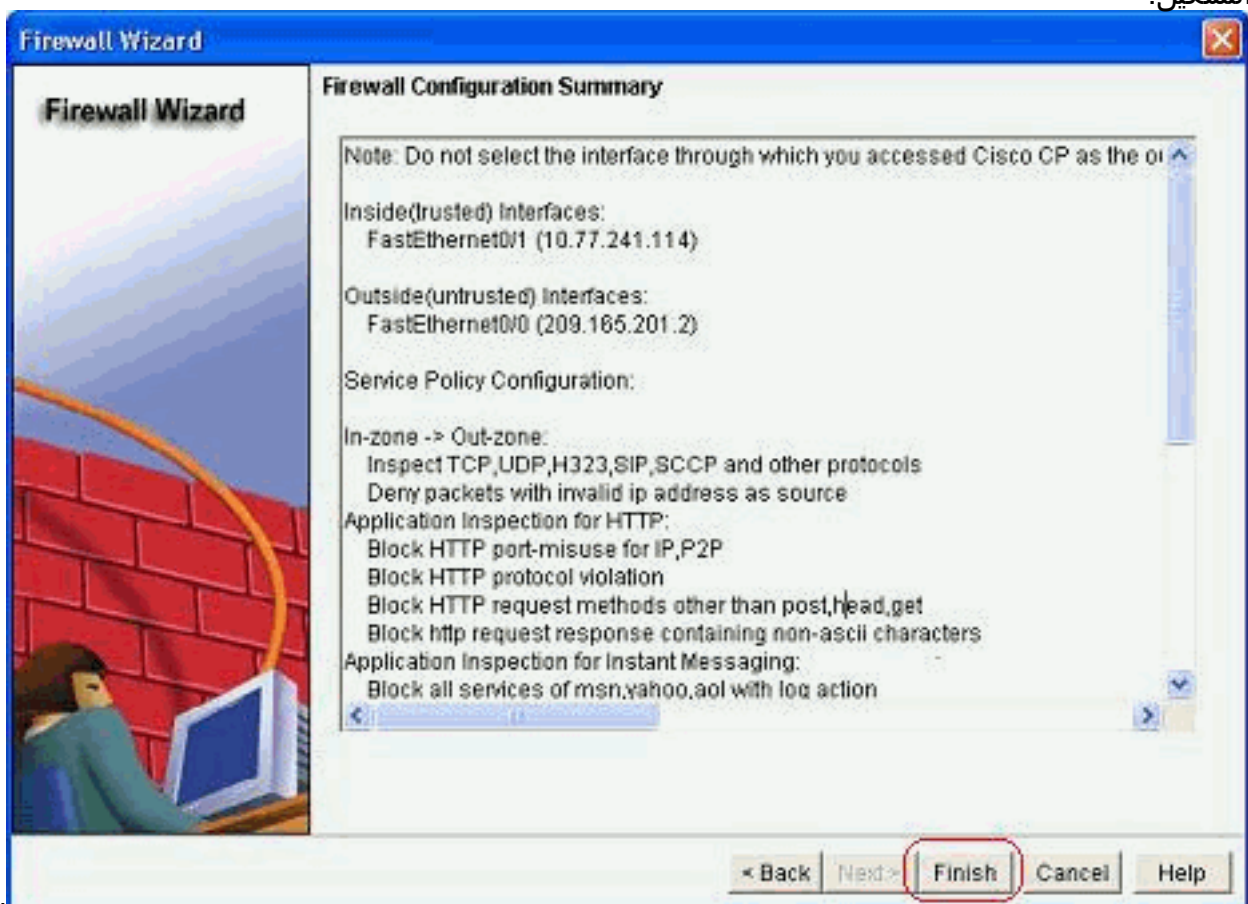 التشكيل.
Firewall Wizard
Firewall Wizard
Firewall Configuration Summary
Note: Do not select the interface through which you accessed Cisco CP as the
Inside(trusted) Interfaces:
FastEthernet0/1 (10.77.241.114)
Outside(untrusted) Interfaces:
FastEthernet0/0 (209.165.201.2)
Service Policy Configuration:
In-zone -> Out-zone:
Inspect TCP,UDP,H323,SIP,SCCP and other protocols
Deny packets with invalid ip address as source
Application Inspection for HTTP:
Block HTTP port-misuse for IP,P2P
Block HTTP protocol violation
Block HTTP request methods other than post,head,get
Block http request response containing non-ascii characters
Application Inspection for Instant Messaging:
Block all services of msn,yahoo,aol with log action
< Back
Next >
Finish
Cancel
Help